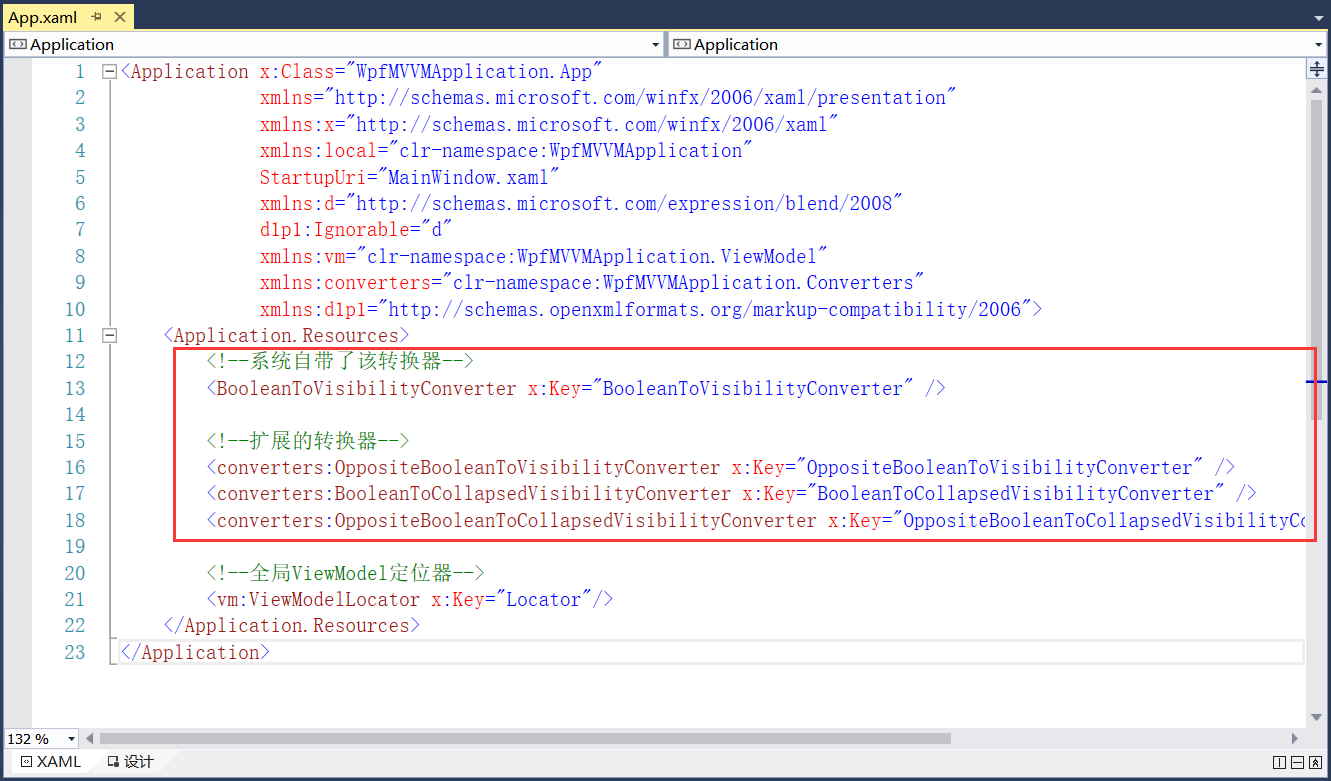 App.xaml
Application Application
1 <Application x:Class="WpfMVVMApplication.App"
2 xmlns="http://schemas.microsoft.com/winfx/2006/xaml/presentation"
3 xmlns:x="http://schemas.microsoft.com/winfx/2006/xaml"
4 xmlns:local="clr-namespace:WpfMVVMApplication"
5 StartupUri="MainWindow.xaml"
6 xmlns:d="http://schemas.microsoft.com/expression/blend/2008"
7 d1p1:Ignorable="d"
8 xmlns:vm="clr-namespace:WpfMVVMApplication.ViewModel"
9 xmlns:converters="clr-namespace:WpfMVVMApplication.Converters"
10 xmlns:d1p1="http://schemas.openxmlformats.org/markup-compatibility/2006">
11 <Application.Resources>
12 <!--系统自带了该转换器-->
13 <BooleanToVisibilityConverter x:Key="BooleanToVisibilityConverter" />
14
15 <!--扩展的转换器-->
16 <converters:OppositeBooleanToVisibilityConverter x:Key="OppositeBooleanToVisibilityConverter" />
17 <converters:BooleanToCollapsedVisibilityConverter x:Key="BooleanToCollapsedVisibilityConverter" />
18 <converters:OppositeBooleanToCollapsedVisibilityConverter x:Key="OppositeBooleanToCollapsedVisibilityCo
19
20 <!--全局ViewModel定位器-->
21 <vm:ViewModelLocator x:Key="Locator"/>
22 </Application.Resources>
23 </Application>
132 %
XAML 设计